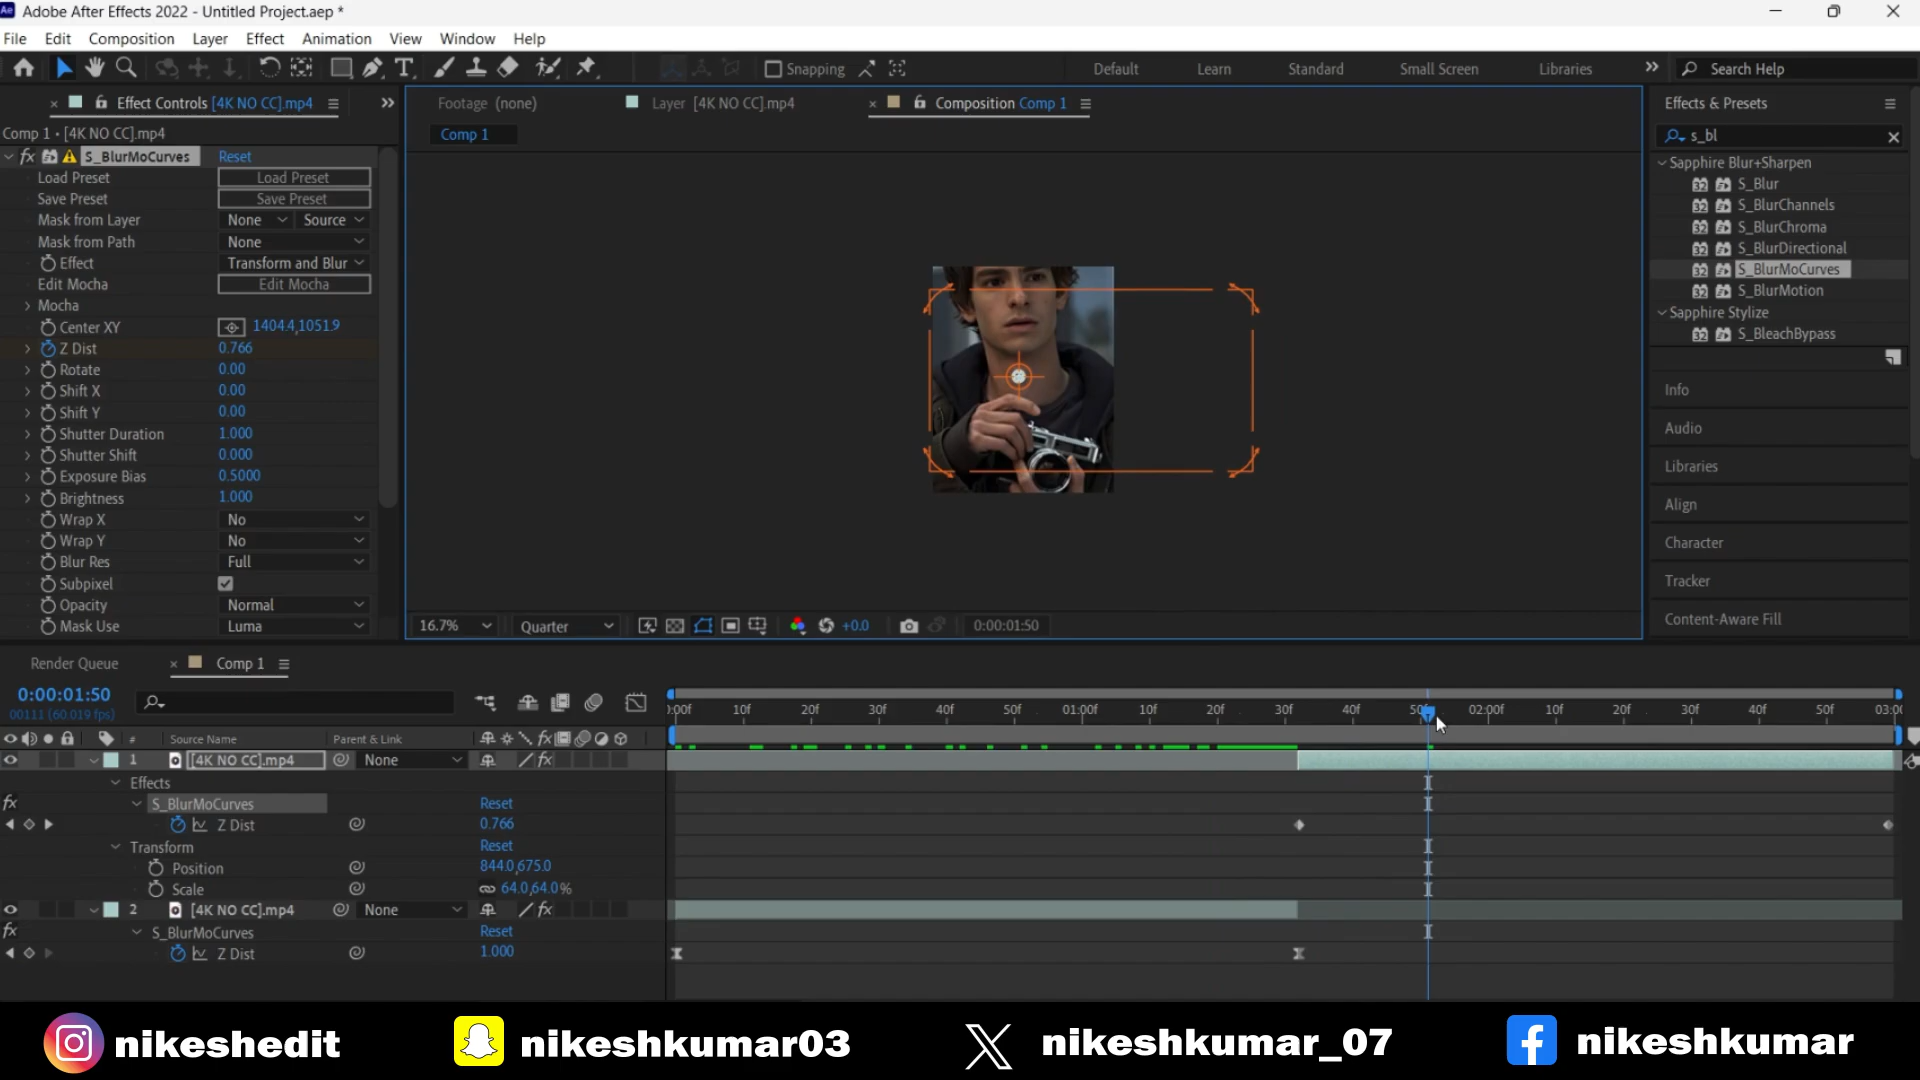 Adobe After Effects 2022 - Untitled Project.aep *
File Edit Composition Layer Effect Animation View Window Help
Snapping Default Learn Standard Small Screen Libraries Search Help
Effect Controls [4K NO CC].mp4
Footage (none) Layer [4K NO CC].mp4 Composition Comp 1
Effects & Presets
Comp 1 • [4K NO CC].mp4
Comp 1
s_bl
fx S_BlurMoCurves Reset
Load Preset Load Preset
Save Preset Save Preset
Mask from Layer None Source
Mask from Path None
Effect Transform and Blur
Edit Mocha Edit Mocha
Mocha
Center XY 1404.4,1051.9
Z Dist 0.766
Rotate 0.00
Shift X 0.00
Shift Y 0.00
Shutter Duration 1.000
Shutter Shift 0.000
Exposure Bias 0.5000
Brightness 1.000
Wrap X No
Wrap Y No
Blur Res Full
Subpixel
Opacity Normal
Mask Use Luma
Sapphire Blur+Sharpen
32 S_Blur
32 S_BlurChannels
32 S_BlurChroma
32 S_BlurDirectional
32 S_BlurMoCurves
32 S_BlurMotion
Sapphire Stylize
32 S_BleachBypass
Info
Audio
Libraries
Align
Character
Tracker
Content-Aware Fill
16.7% Quarter +0.0 0:00:01:50
Render Queue Comp 1
0:00:01:50
00111 (60.019 fps)
:00f 10f 20f 30f 40f 50f 01:00f 10f 20f 30f 40f 50f 02:00f 10f 20f 30f 40f 50f 03:00
# Source Name Parent & Link
1 [4K NO CC].mp4 None
Effects
fx S_BlurMoCurves Reset
Z Dist 0.766
Transform Reset
Position 844.0,675.0
Scale 64.0,64.0%
2 [4K NO CC].mp4 None
fx S_BlurMoCurves Reset
Z Dist 1.000
nikeshedit nikeshkumar03 nikeshkumar_07 nikeshkumar